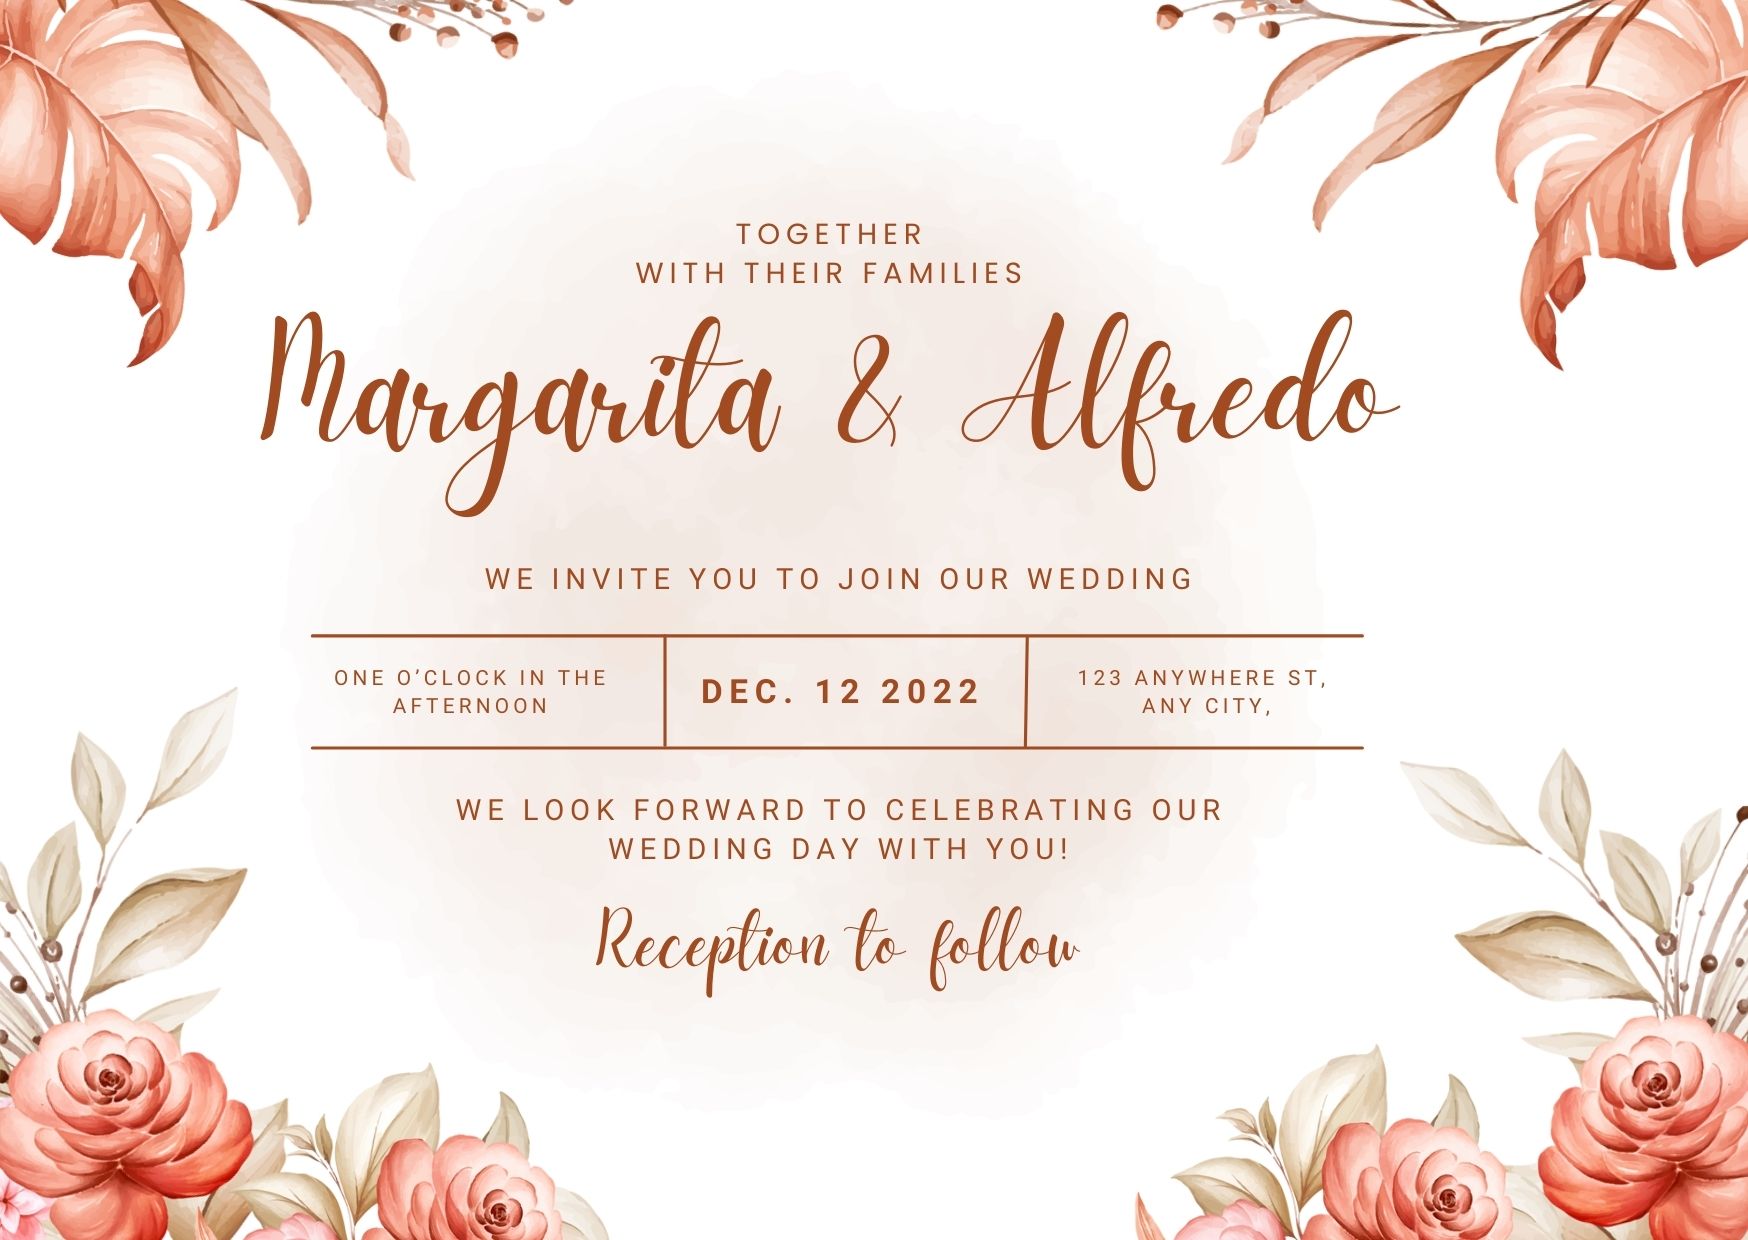 TOGETHER
WITH THEIR FAMILIES
Margarita & Alfredo
WE INVITE YOU TO JOIN OUR WEDDING
ONE O’CLOCK IN THE
AFTERNOON
DEC. 12 2022
123 ANYWHERE ST,
ANY CITY,
WE LOOK FORWARD TO CELEBRATING OUR
WEDDING DAY WITH YOU!
Reception to follow